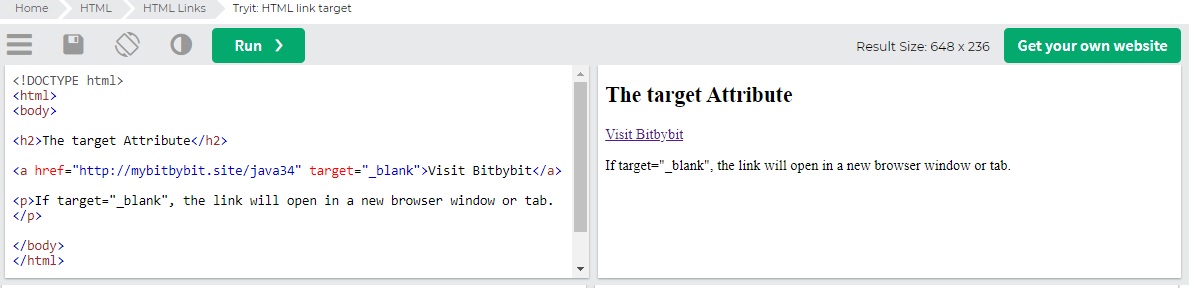 Home HTML HTML Links Tryit: HTML link target
Run ❯ Result Size: 648 x 236 Get your own website
<!DOCTYPE html>
<html>
<body>
<h2>The target Attribute</h2>
<a href="http://mybitbybit.site/java34" target="_blank">Visit Bitbybit</a>
<p>If target="_blank", the link will open in a new browser window or tab.
</p>
</body>
</html>
The target Attribute
Visit Bitbybit
If target="_blank", the link will open in a new browser window or tab.